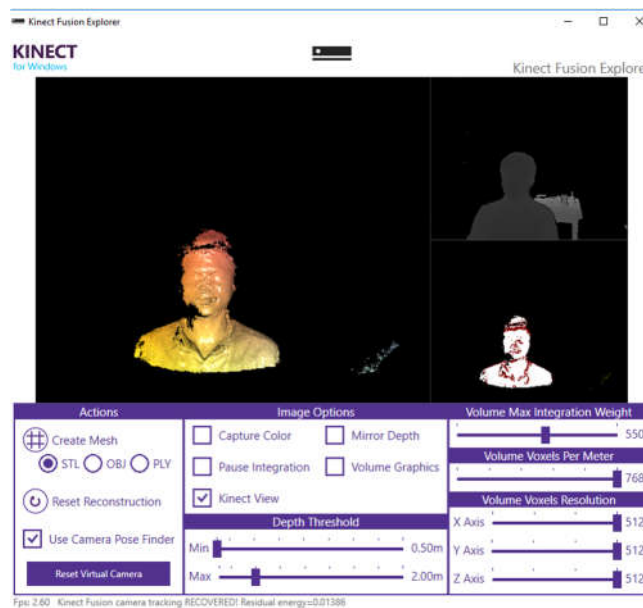 Kinect Fusion Explorer
KINECT
for Windows
Kinect Fusion Explore
Actions
Create Mesh
STL OBJ PLY
Reset Reconstruction
Use Camera Pose Finder
Reset Virtual Camera
Image Options
Capture Color Mirror Depth
Pause Integration Volume Graphics
Kinect View
Depth Threshold
Min 0.50m
Max 2.00m
Volume Max Integration Weight
550
Volume Voxels Per Meter
768
Volume Voxels Resolution
X Axis 512
Y Axis 512
Z Axis 512
Fps: 2.60 Kinect Fusion camera tracking RECOVERED! Residual energy=0.01386